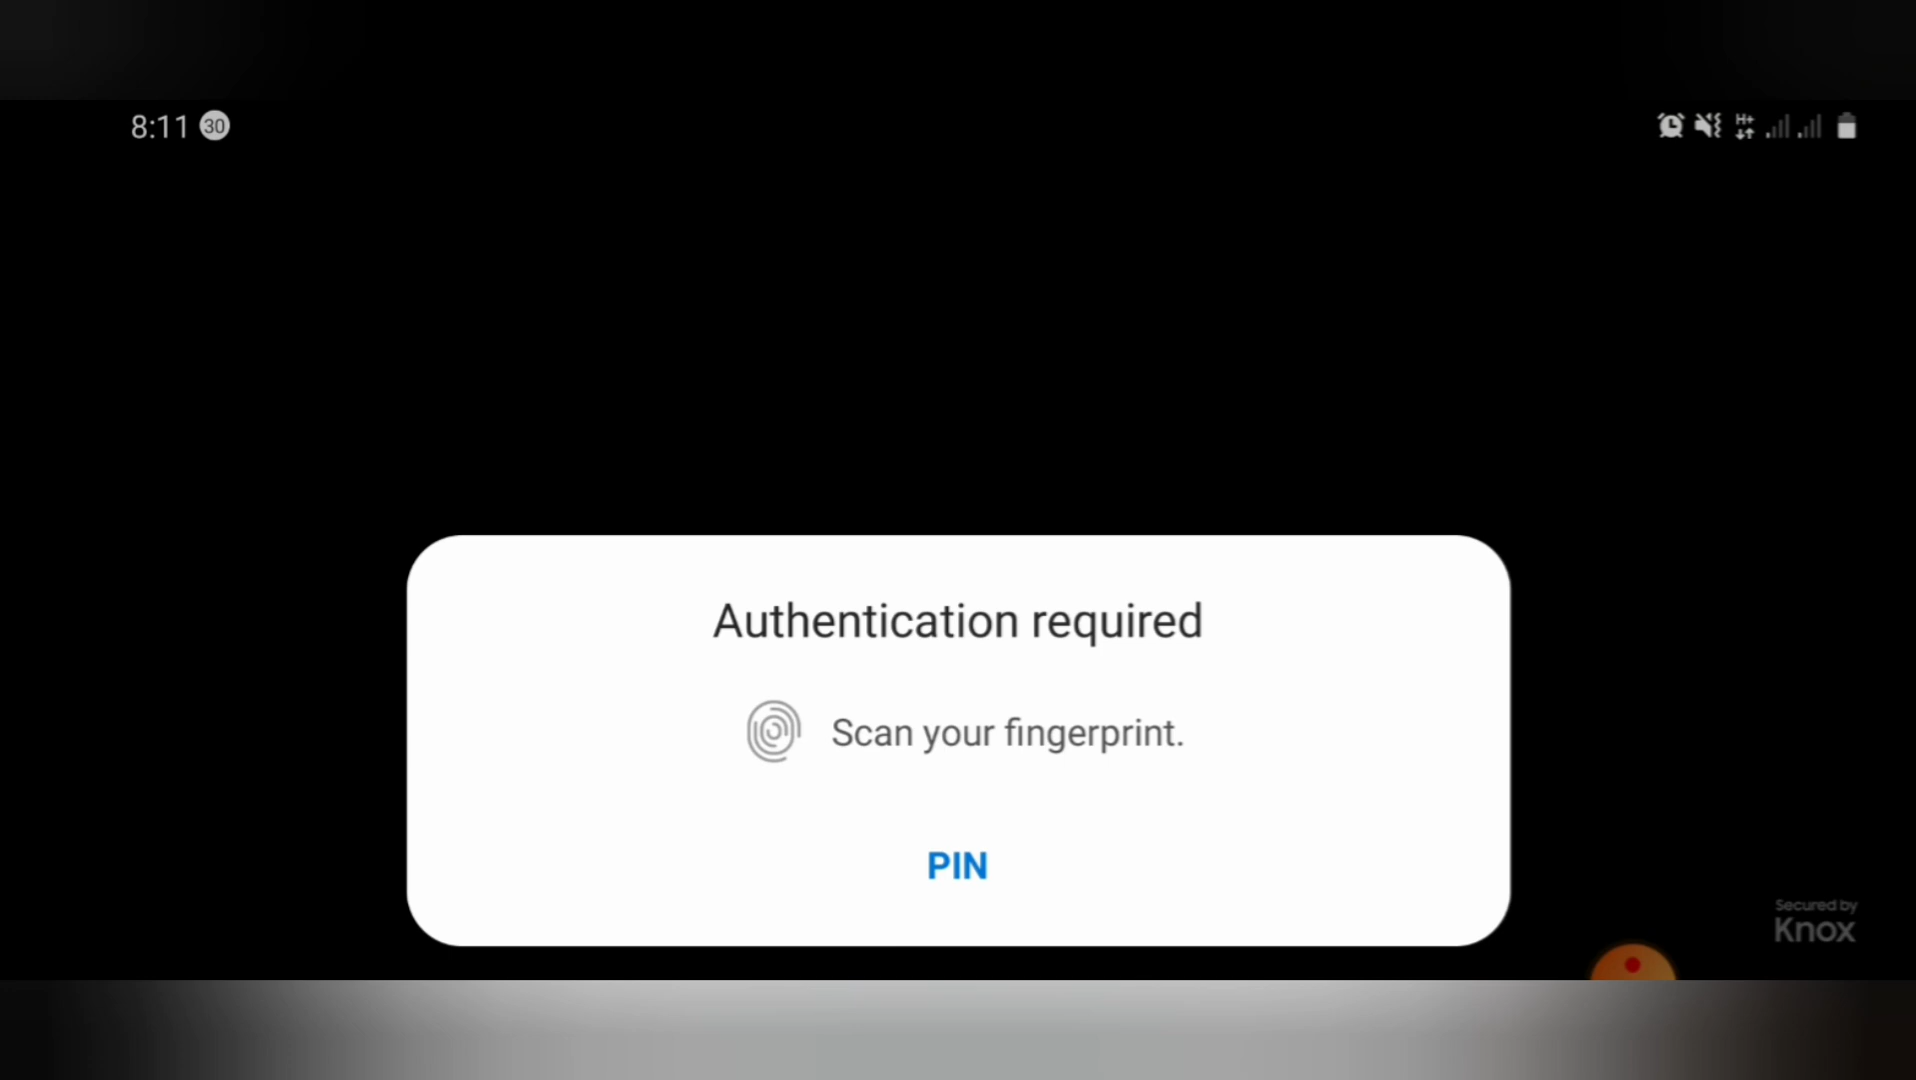 8:11 30
H+
Authentication required
Scan your fingerprint.
PIN
Secured by
Knox